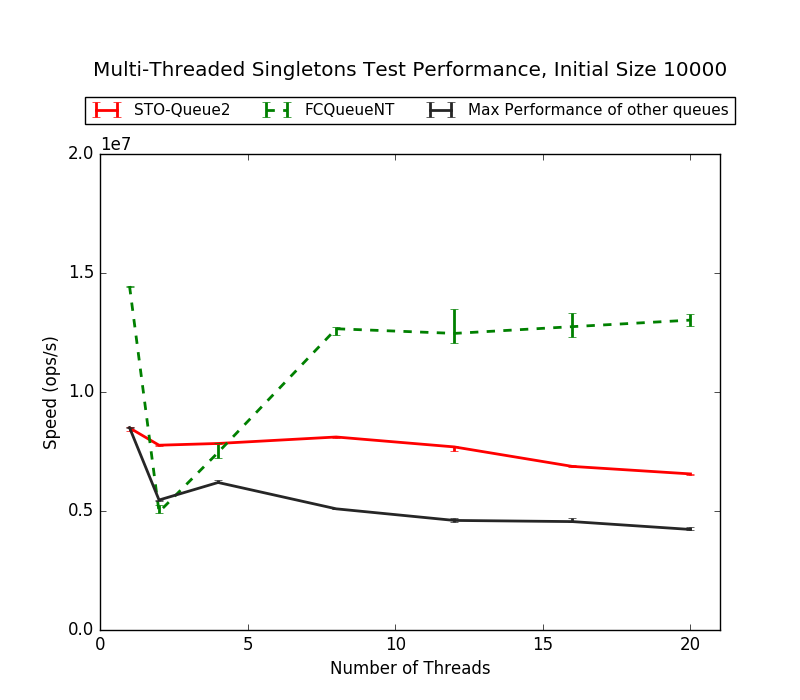 Multi-Threaded Singletons Test Performance, Initial Size 10000
STO-Queue2 FCQueueNT Max Performance of other queues
1e7
2.0
1.5
1.0
0.5
0.0
Speed (ops/s)
0 5 10 15 20
Number of Threads